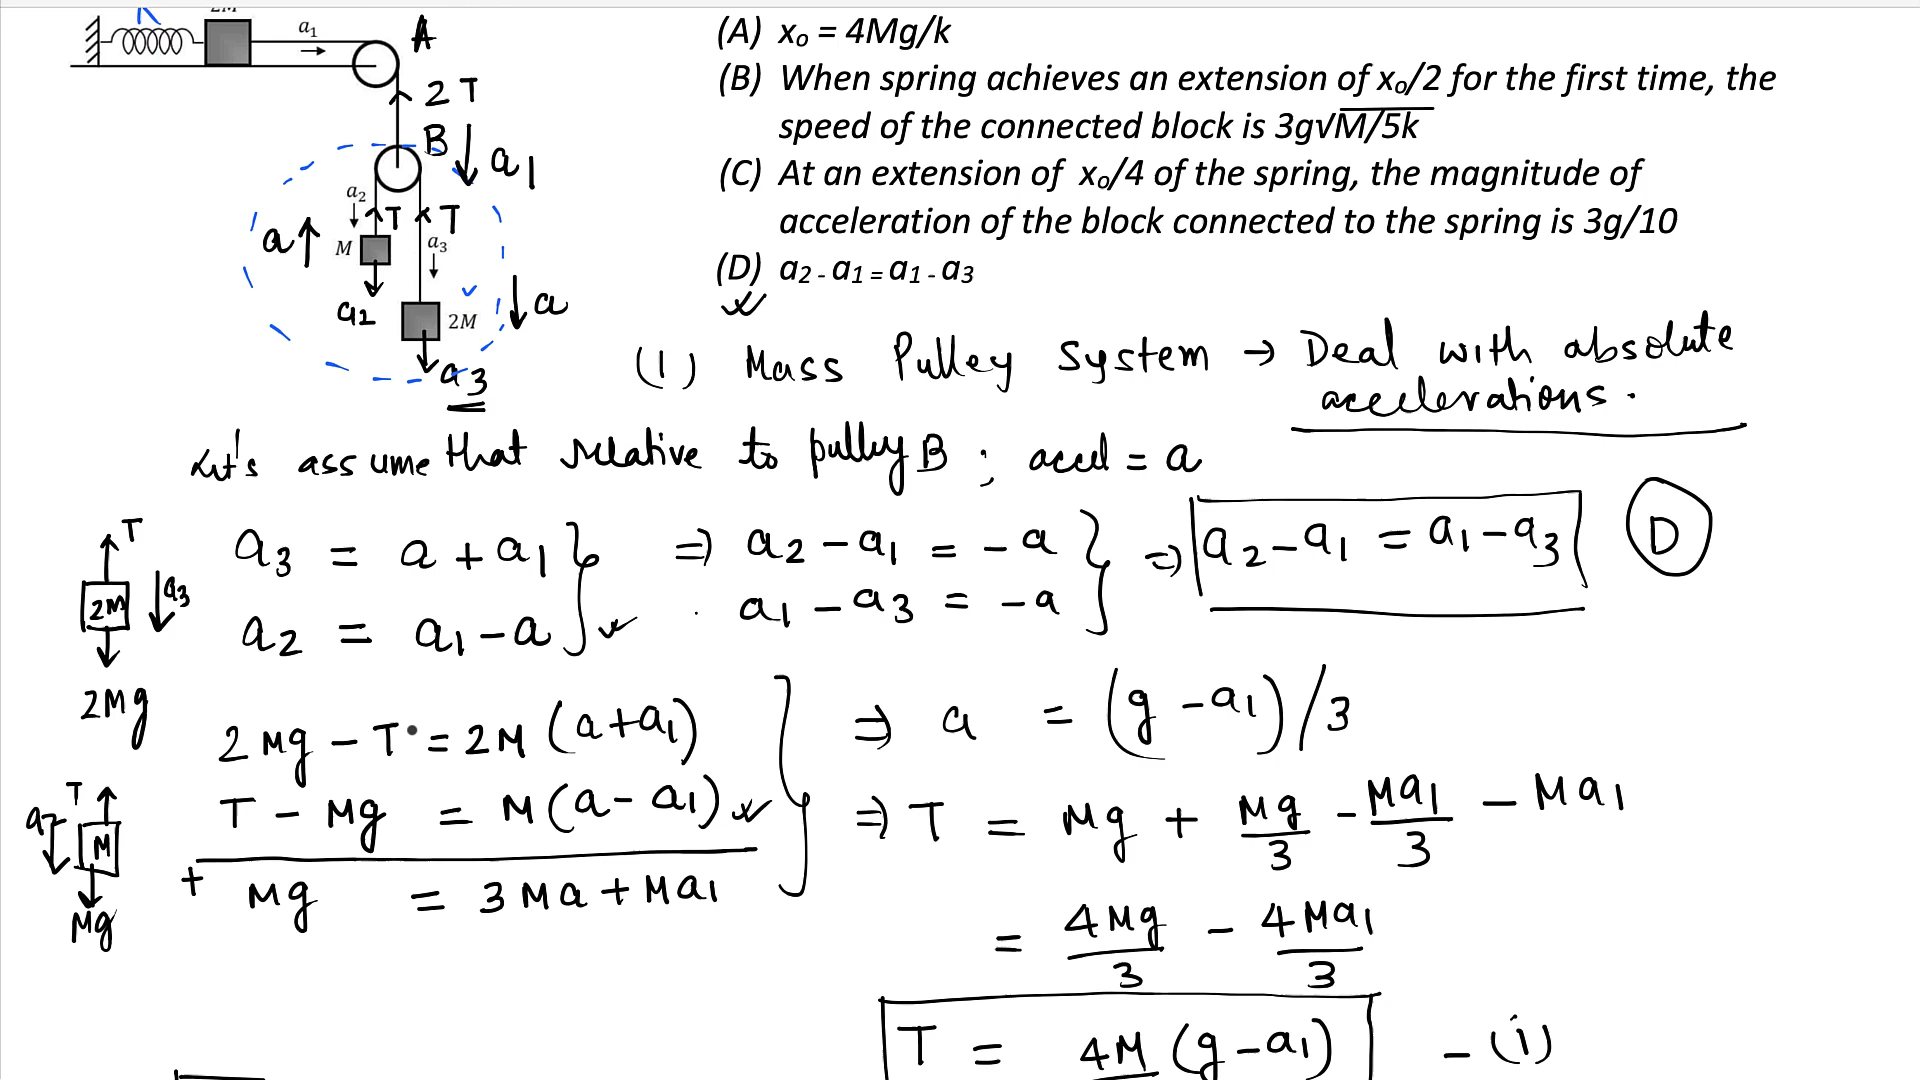 K
2M
a₁
A
2T
B
a₁
a₂
T
T
a
M
a₃
a₂
2M
a
a₃
(A) xₒ = 4Mg/k
(B) When spring achieves an extension of xₒ/2 for the first time, the
speed of the connected block is 3g√M/5k
(C) At an extension of xₒ/4 of the spring, the magnitude of
acceleration of the block connected to the spring is 3g/10
(D) a₂ - a₁ = a₁ - a₃
(1) Mass Pulley System → Deal with absolute
accelerations.
Let's assume that relative to pulley B ; accel = a
T
2M
a₃
2Mg
a₃ = a + a₁
a₂ = a₁ - a
⇒ a₂ - a₁ = -a
a₁ - a₃ = -a
⇒ a₂ - a₁ = a₁ - a₃
D
2Mg - T = 2M (a + a₁)
T - Mg = M (a - a₁)
+ Mg = 3Ma + Ma₁
T
a₂
M
Mg
⇒ a = (g - a₁)/3
⇒ T = Mg + Mg/3 - Ma₁/3 - Ma₁
= 4Mg/3 - 4Ma₁/3
T = 4M (g - a₁) - (i)